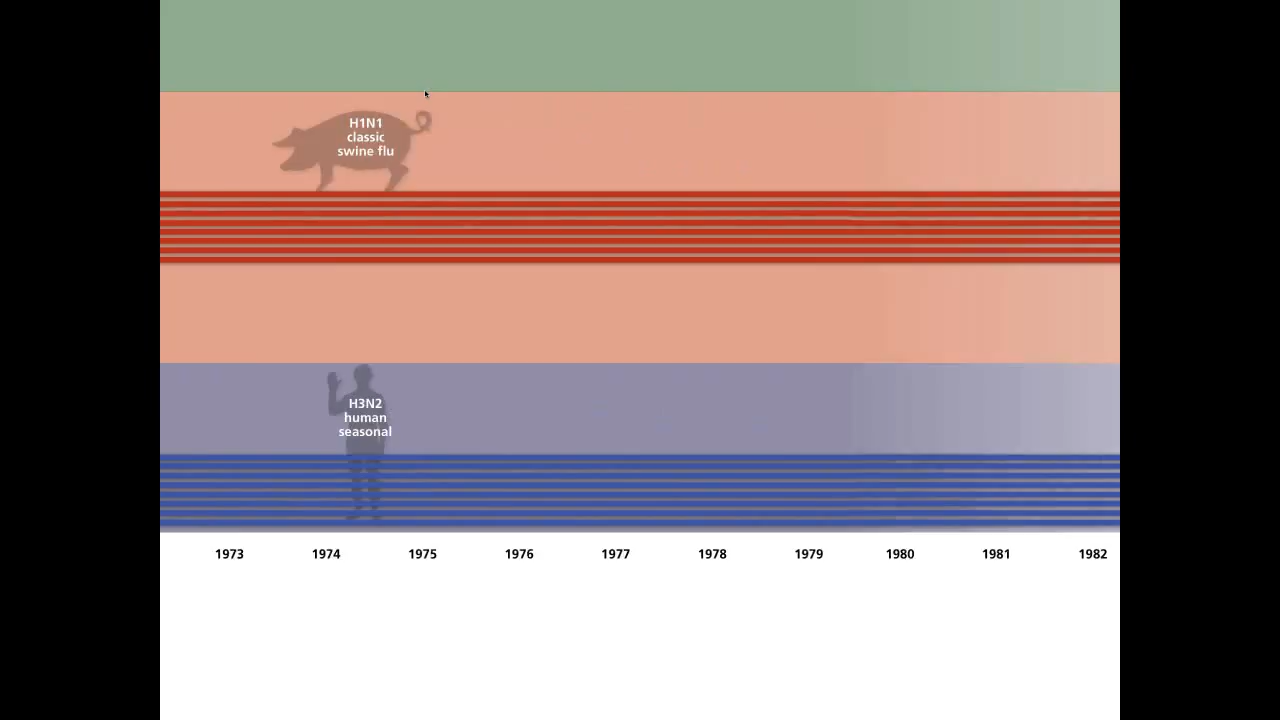 H1N1
classic
swine flu
H3N2
human
seasonal
1973 1974 1975 1976 1977 1978 1979 1980 1981 1982